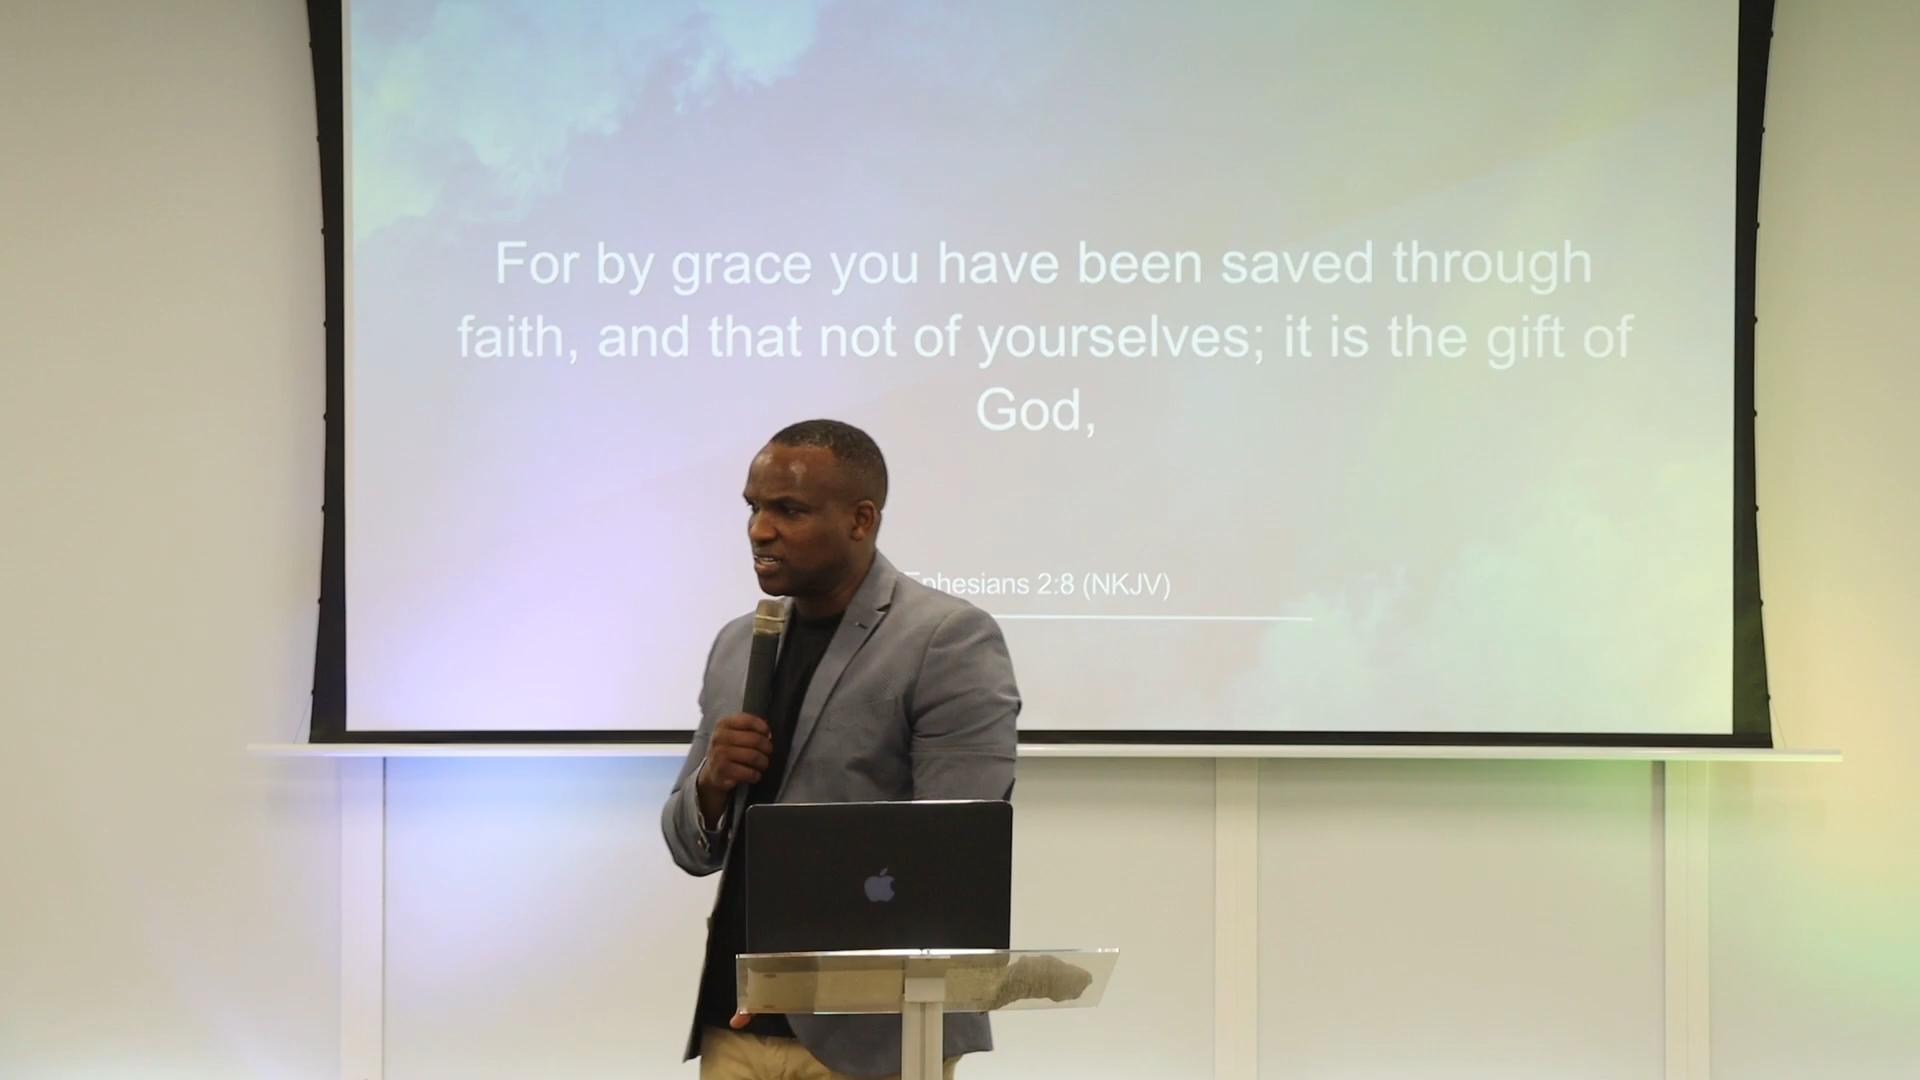 For by grace you have been saved through
faith, and that not of yourselves; it is the gift of
God,
Ephesians 2:8 (NKJV)